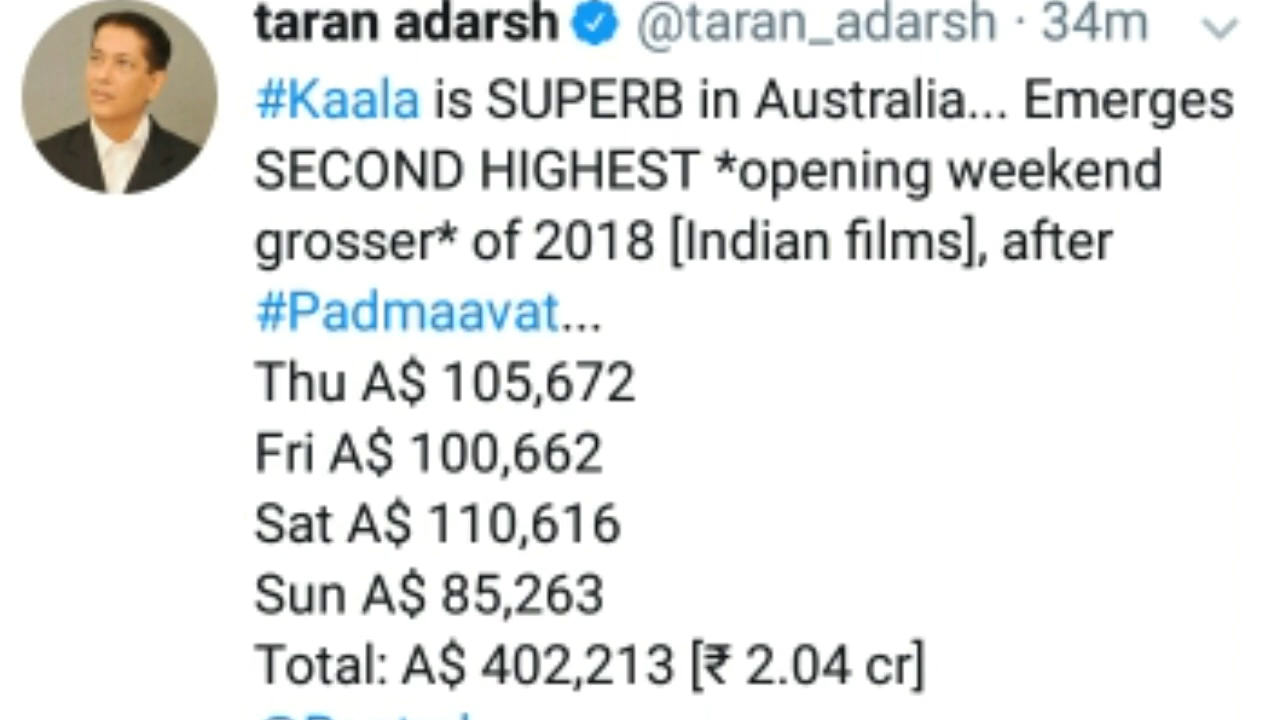 taran adarsh @taran_adarsh · 34m
#Kaala is SUPERB in Australia... Emerges
SECOND HIGHEST *opening weekend
grosser* of 2018 [Indian films], after
#Padmaavat...
Thu A$ 105,672
Fri A$ 100,662
Sat A$ 110,616
Sun A$ 85,263
Total: A$ 402,213 [₹ 2.04 cr]